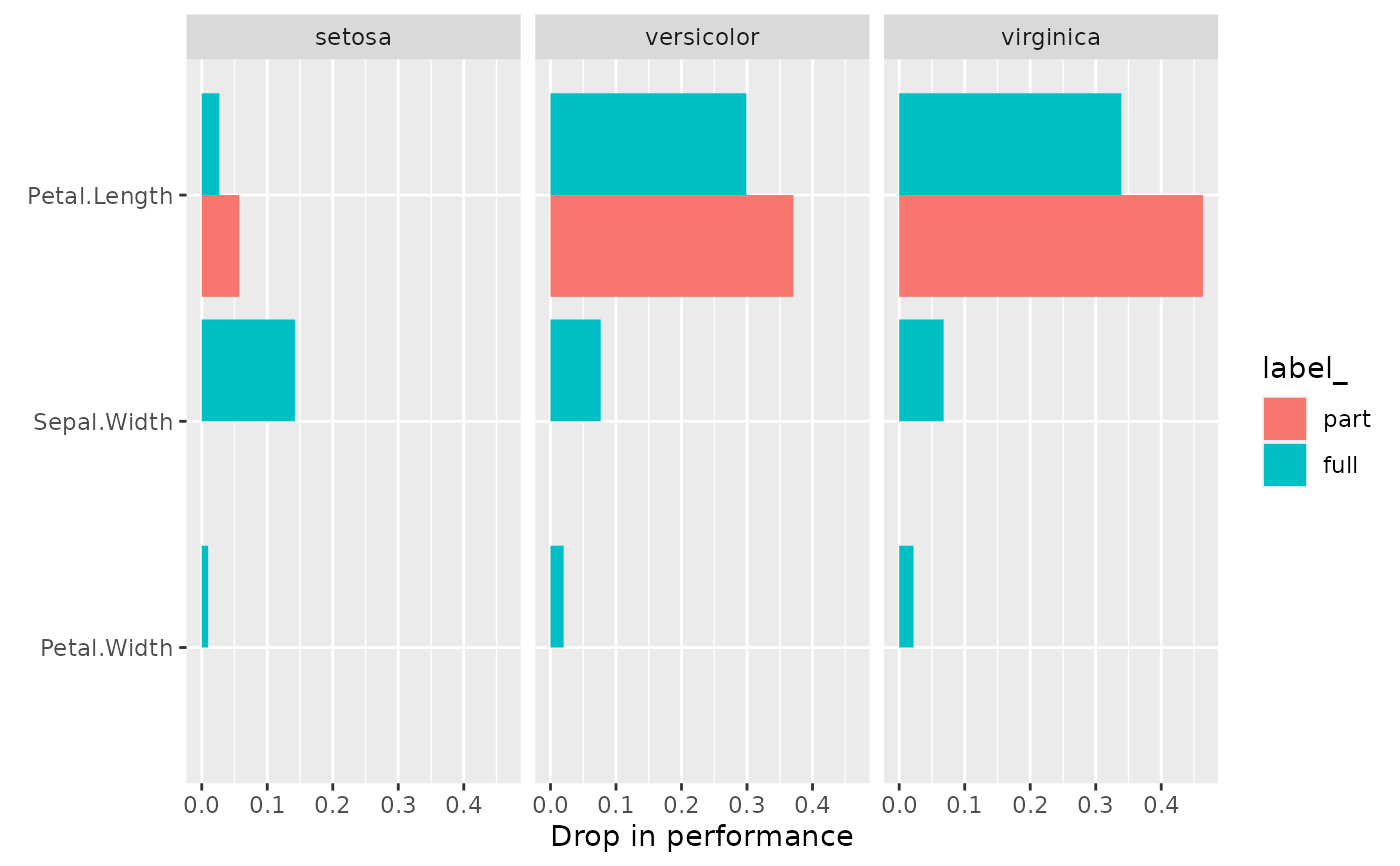 setosa versicolor virginica
Petal.Length
Sepal.Width
Petal.Width
0.0 0.1 0.2 0.3 0.4 0.0 0.1 0.2 0.3 0.4 0.0 0.1 0.2 0.3 0.4
Drop in performance
label_
part
full